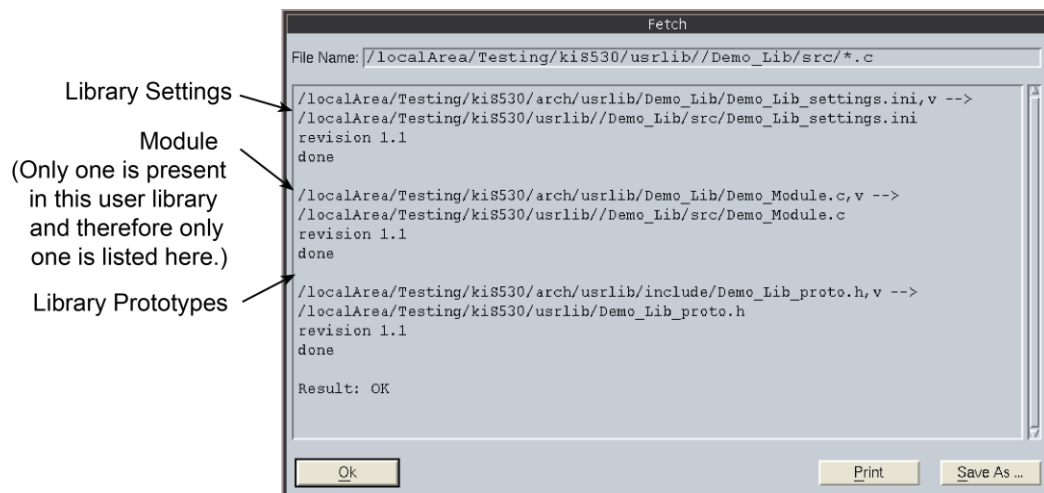 Fetch
File Name: /localArea/Testing/kiS530/usrlib//Demo_Lib/src/*.c
Library Settings
Module
(Only one is present
in this user library
and therefore only
one is listed here.)
Library Prototypes
/localArea/Testing/kiS530/arch/usrlib/Demo_Lib/Demo_Lib_settings.ini,v -->
/localArea/Testing/kiS530/usrlib//Demo_Lib/src/Demo_Lib_settings.ini
revision 1.1
done
/localArea/Testing/kiS530/arch/usrlib/Demo_Lib/Demo_Module.c,v -->
/localArea/Testing/kiS530/usrlib//Demo_Lib/src/Demo_Module.c
revision 1.1
done
/localArea/Testing/kiS530/arch/usrlib/include/Demo_Lib_proto.h,v -->
/localArea/Testing/kiS530/usrlib/Demo_Lib_proto.h
revision 1.1
done
Result: OK
Ok
Print
Save As ...